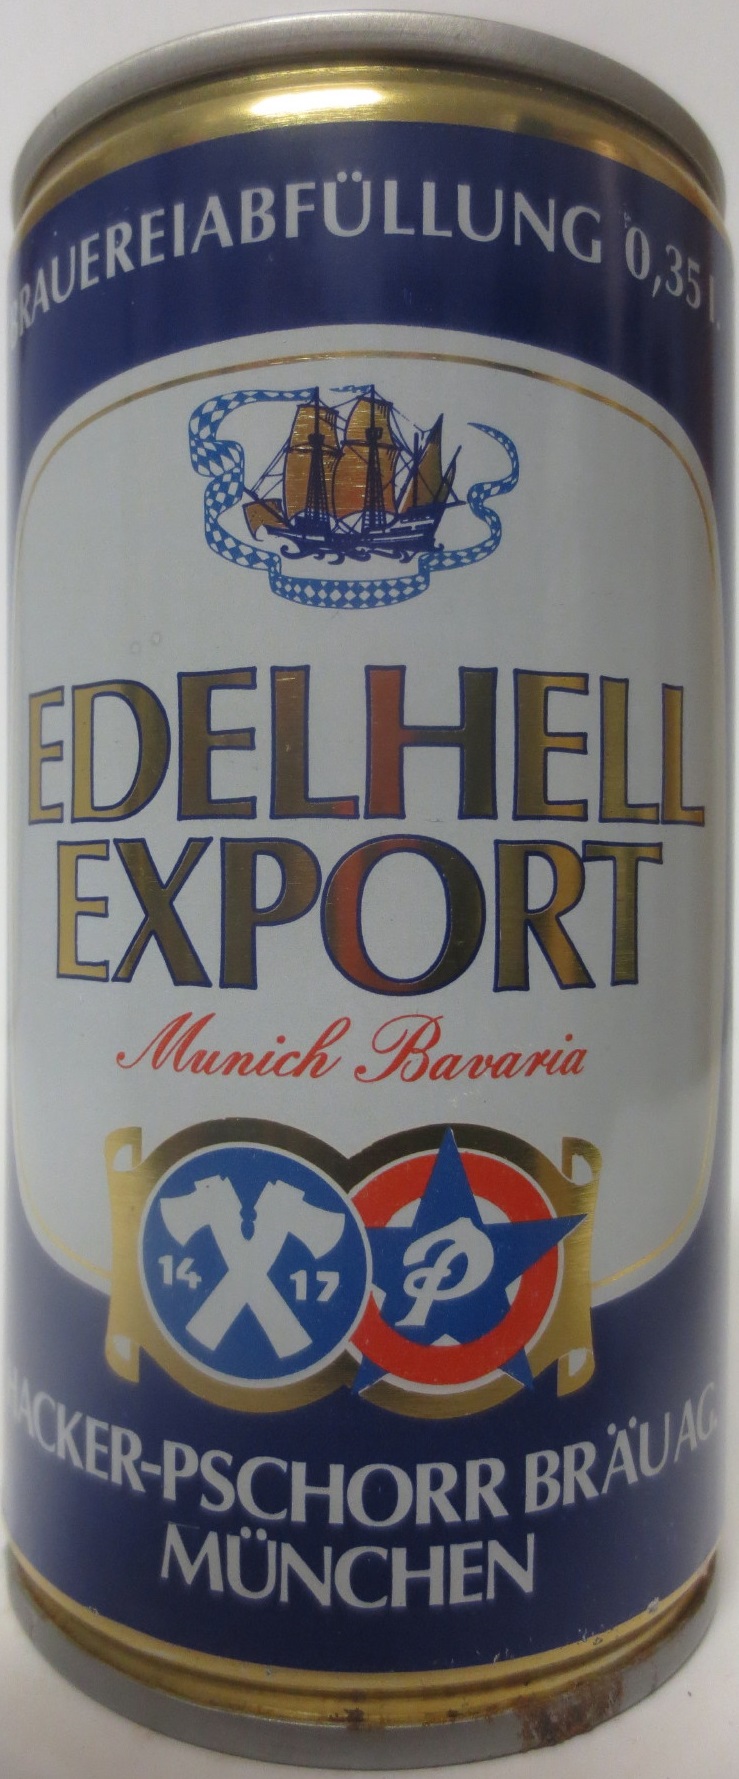 BRAUEREIABFÜLLUNG 0,35 l.
EDELHELL
EXPORT
Munich Bavaria
14 17
P
HACKER-PSCHORR BRÄU AG.
MÜNCHEN